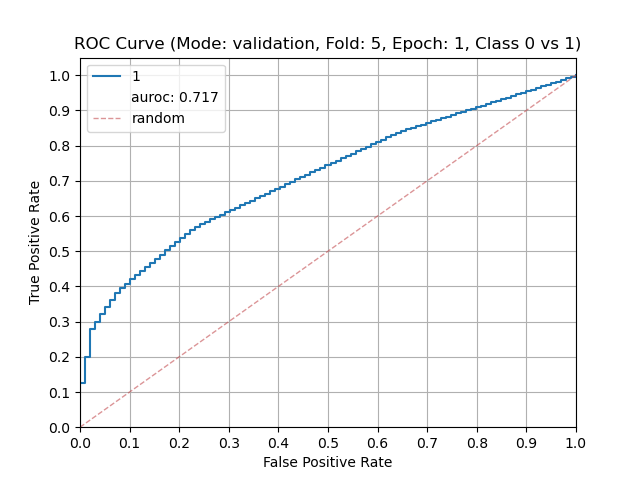 ROC Curve (Mode: validation, Fold: 5, Epoch: 1, Class 0 vs 1)
1
auroc: 0.717
random
True Positive Rate
1.0
0.9
0.8
0.7
0.6
0.5
0.4
0.3
0.2
0.1
0.0
0.0 0.1 0.2 0.3 0.4 0.5 0.6 0.7 0.8 0.9 1.0
False Positive Rate